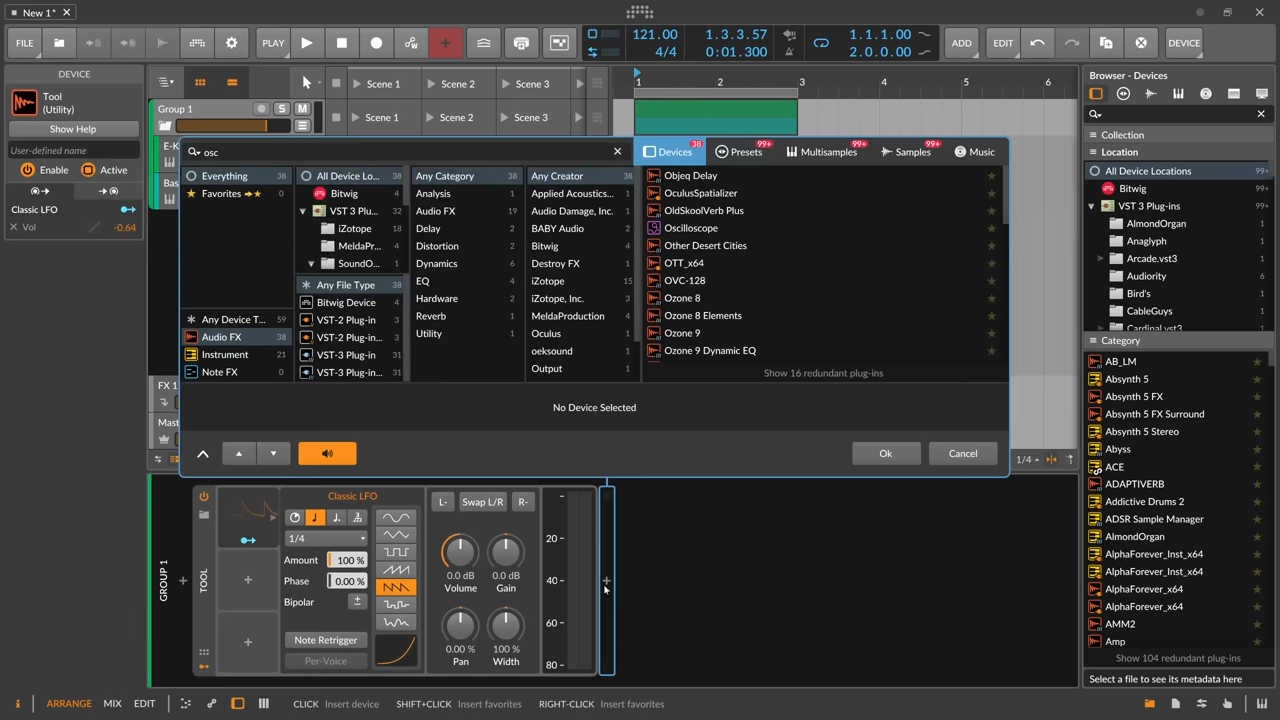 New 1*
FILE
PLAY
121.00
4/4
1.3.3.57
0:01.300
1.1.1.00
2.0.0.00
ADD
EDIT
DEVICE
DEVICE
Tool
(Utility)
Show Help
User-defined name
Enable
Active
Classic LFO
Vol
-0.64
Scene 1
Scene 2
Scene 3
1
2
3
4
5
6
Group 1
S
M
Scene 1
Scene 2
Scene 3
E-K
Bas
FX 1
Mast
osc
Devices
38
Presets
99+
Multisamples
99+
Samples
99+
Music
Everything
38
Favorites
0
Any Device T...
59
Audio FX
38
Instrument
21
Note FX
0
All Device Lo...
38
Bitwig
4
VST 3 Plu...
32
iZotope
18
MeldaPr...
4
SoundO...
1
Any File Type
38
Bitwig Device
4
VST-2 Plug-in
3
VST-2 Plug-in...
3
VST-3 Plug-in
31
VST-3 Plug-in...
31
Any Category
38
Analysis
1
Audio FX
19
Delay
1
Distortion
2
Dynamics
6
EQ
4
Hardware
2
Reverb
1
Utility
1
Any Creator
38
Applied Acoustics...
1
Audio Damage, Inc.
1
BABY Audio
2
Bitwig
4
Destroy FX
1
iZotope
15
iZotope, Inc.
3
MeldaProduction
4
Oculus
1
oeksound
1
Output
1
Objeq Delay
OculusSpatializer
OldSkoolVerb Plus
Oscilloscope
Other Desert Cities
OTT_x64
OVC-128
Ozone 8
Ozone 8 Elements
Ozone 9
Ozone 9 Dynamic EQ
Show 16 redundant plug-ins
No Device Selected
Ok
Cancel
1/4
Browser - Devices
Collection
Location
All Device Locations
99+
Bitwig
99+
VST 3 Plug-ins
99+
AlmondOrgan
Anaglyph
Arcade.vst3
Audiority
Bird's
CableGuys
Cardinal.vst3
Category
AB_LM
Absynth 5
Absynth 5 FX
Absynth 5 FX Surround
Absynth 5 Stereo
Abyss
ACE
ADAPTIVERB
Addictive Drums 2
ADSR Sample Manager
AlmondOrgan
AlphaForever_Inst_x64
AlphaForever_Inst_x64
AlphaForever_x64
AlphaForever_x64
AMM2
Amp
Show 104 redundant plug-ins
Select a file to see its metadata here
GROUP 1
TOOL
Classic LFO
1/4
Amount
100 %
Phase
0.00 %
Bipolar
Note Retrigger
Per-Voice
L-
Swap L/R
R-
0.0 dB
Volume
0.0 dB
Gain
0.00 %
Pan
100 %
Width
20
40
60
80
ARRANGE
MIX
EDIT
CLICK
Insert device
SHIFT+CLICK
Insert favorites
RIGHT-CLICK
Insert favorites